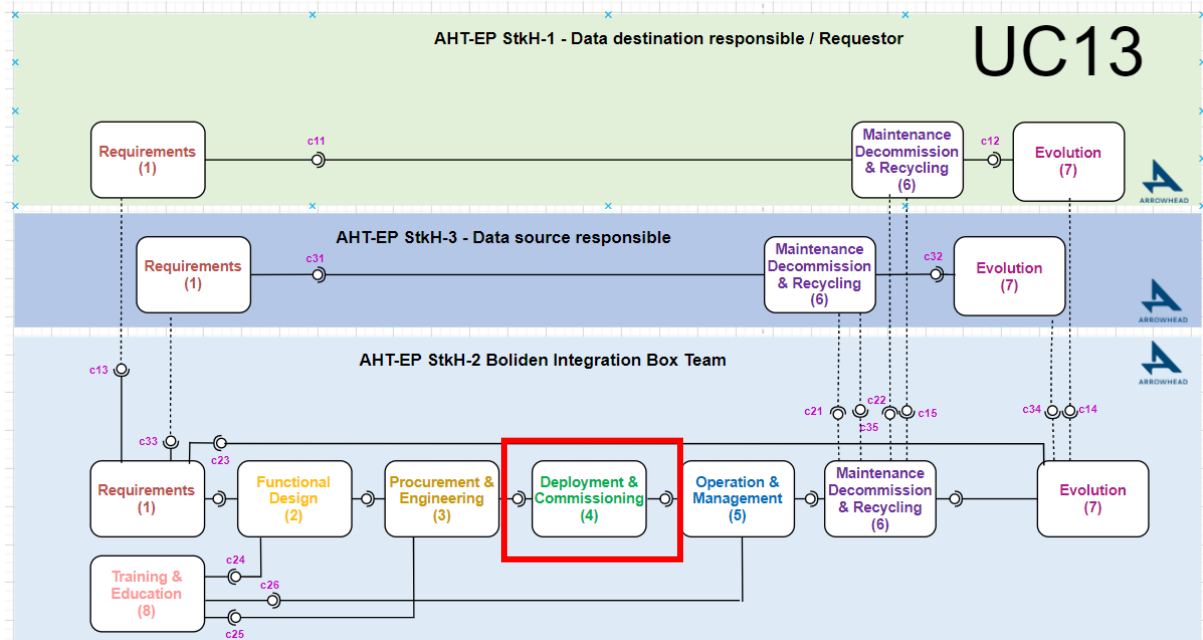 AHT-EP StkH-1 - Data destination responsible / Requestor
UC13
Requirements
(1)
c11
Maintenance
Decommission
& Recycling
(6)
c12
Evolution
(7)
ARROWHEAD
AHT-EP StkH-3 - Data source responsible
Requirements
(1)
c31
Maintenance
Decommission
& Recycling
(6)
c32
Evolution
(7)
ARROWHEAD
AHT-EP StkH-2 Boliden Integration Box Team
ARROWHEAD
c13
c33
c23
c21
c22
c35
c15
c34
c14
Requirements
(1)
Functional
Design
(2)
Procurement &
Engineering
(3)
Deployment &
Commissioning
(4)
Operation &
Management
(5)
Maintenance
Decommission
& Recycling
(6)
Evolution
(7)
Training &
Education
(8)
c24
c26
c25